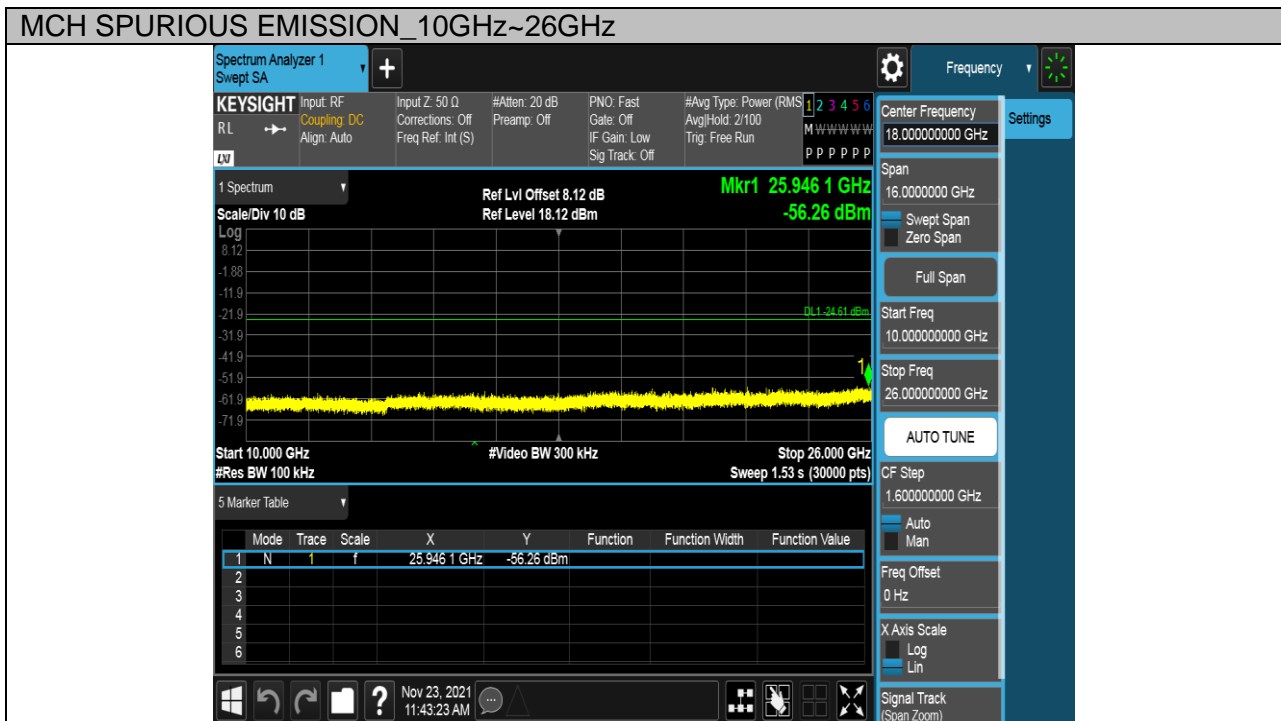 MCH SPURIOUS EMISSION_10GHz~26GHz
Spectrum Analyzer 1
Swept SA
+
Frequency
KEYSIGHT
RL
LXI
Input: RF
Coupling: DC
Align: Auto
Input Z: 50 Ω
Corrections: Off
Freq Ref: Int (S)
#Atten: 20 dB
Preamp: Off
PNO: Fast
Gate: Off
IF Gain: Low
Sig Track: Off
#Avg Type: Power (RMS
Avg|Hold: 2/100
Trig: Free Run
1 2 3 4 5 6
M W W W W W
P P P P P P
1 Spectrum
Scale/Div 10 dB
Ref Lvl Offset 8.12 dB
Ref Level 18.12 dBm
Mkr1 25.946 1 GHz
-56.26 dBm
Log
8.12
-1.88
-11.9
-21.9
-31.9
-41.9
-51.9
-61.9
-71.9
DL1 -24.61 dBm
1
Start 10.000 GHz
#Video BW 300 kHz
Stop 26.000 GHz
#Res BW 100 kHz
Sweep 1.53 s (30000 pts)
5 Marker Table
Mode Trace Scale X Y Function Function Width Function Value
1 N 1 f 25.946 1 GHz -56.26 dBm
2
3
4
5
6
?
Nov 23, 2021
11:43:23 AM
Center Frequency
18.000000000 GHz
Settings
Span
16.0000000 GHz
Swept Span
Zero Span
Full Span
Start Freq
10.000000000 GHz
Stop Freq
26.000000000 GHz
AUTO TUNE
CF Step
1.600000000 GHz
Auto
Man
Freq Offset
0 Hz
X Axis Scale
Log
Lin
Signal Track
(Span Zoom)